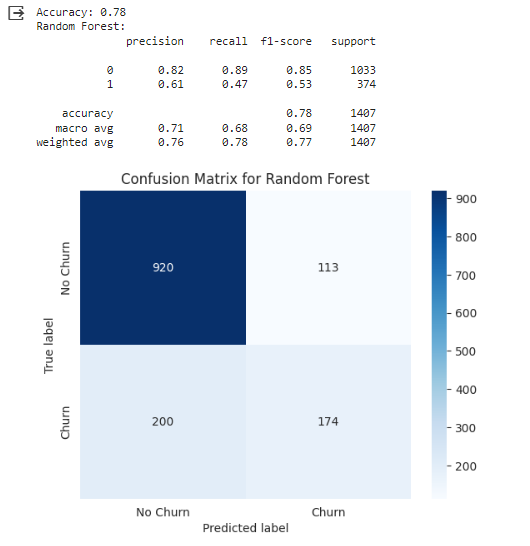 Accuracy: 0.78
Random Forest:
precision recall f1-score support
0 0.82 0.89 0.85 1033
1 0.61 0.47 0.53 374
accuracy 0.78 1407
macro avg 0.71 0.68 0.69 1407
weighted avg 0.76 0.78 0.77 1407
Confusion Matrix for Random Forest
No Churn
Churn
True label
920 113
200 174
No Churn Churn
Predicted label
900
800
700
600
500
400
300
200